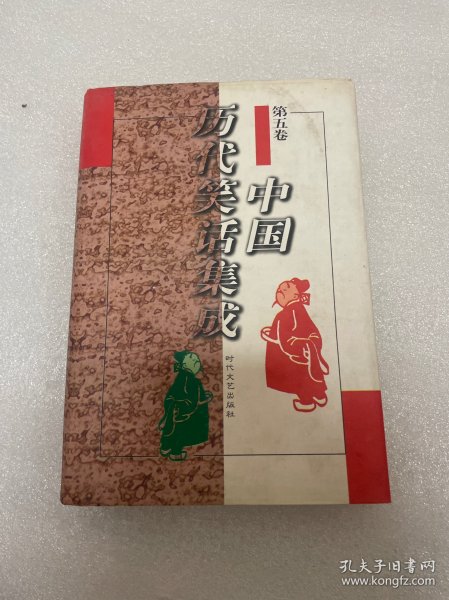 第五卷
中国
历代笑话集成
时代文艺出版社
孔夫子旧书网
www.kongfz.com